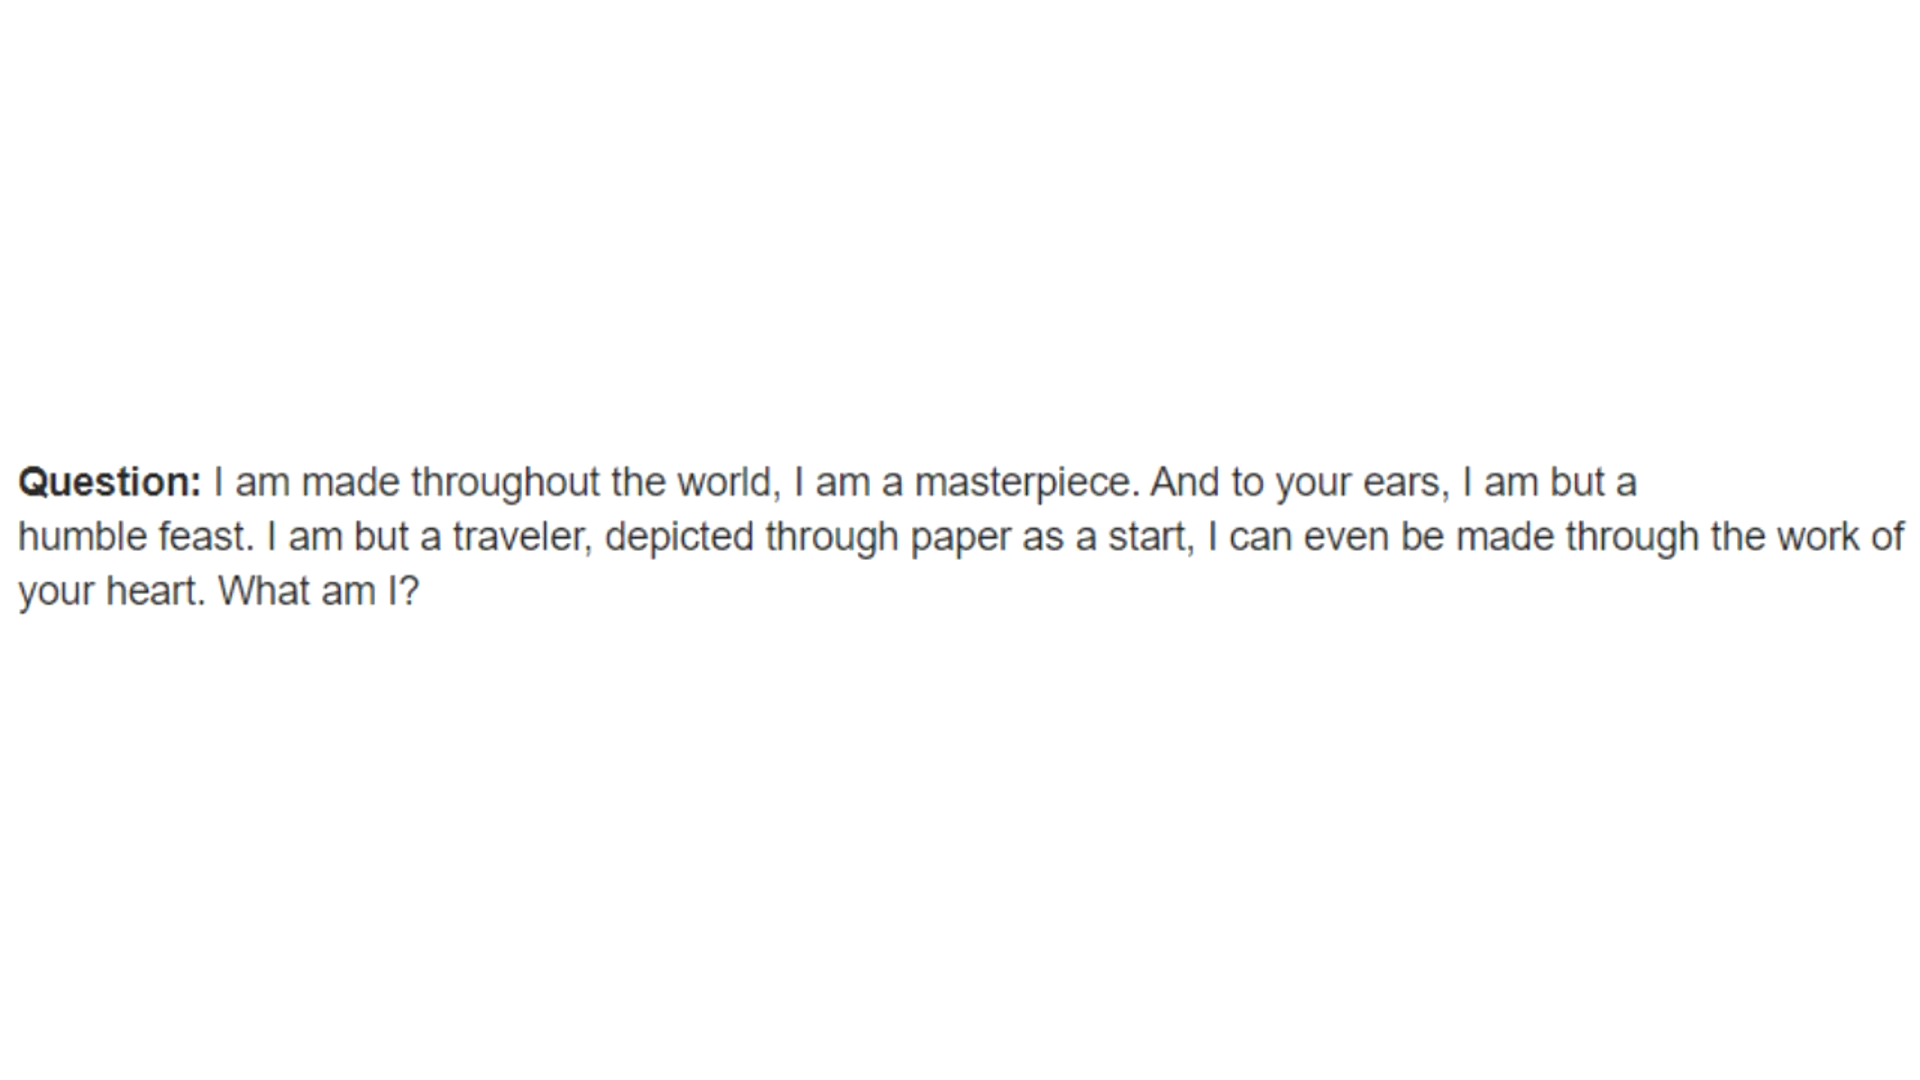 Question: I am made throughout the world, I am a masterpiece. And to your ears, I am but a
humble feast. I am but a traveler, depicted through paper as a start, I can even be made through the work of
your heart. What am I?